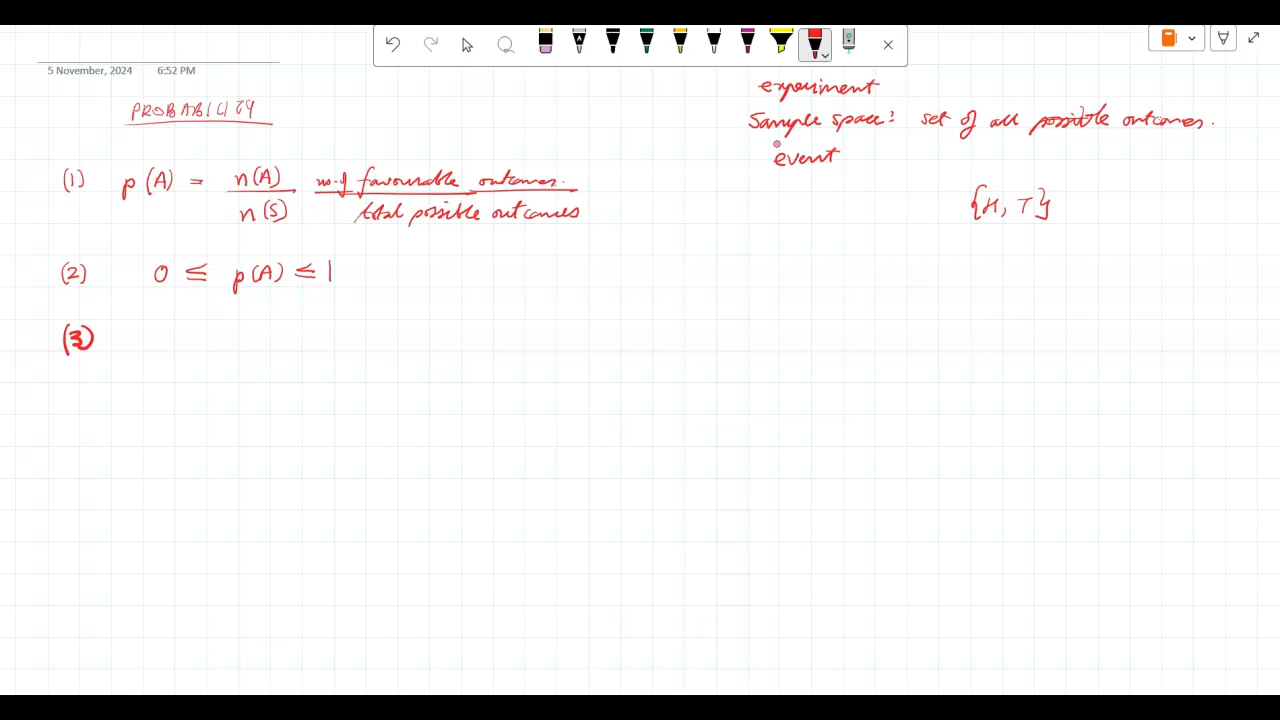 5 November, 2024 6:52 PM
PROBABILITY
experiment
Sample space: set of all possible outcomes.
event
{H, T}
(1) p(A) = n(A) / n(S) no. of favourable outcomes. / total possible outcomes
(2) 0 ≤ p(A) ≤ 1
(3)